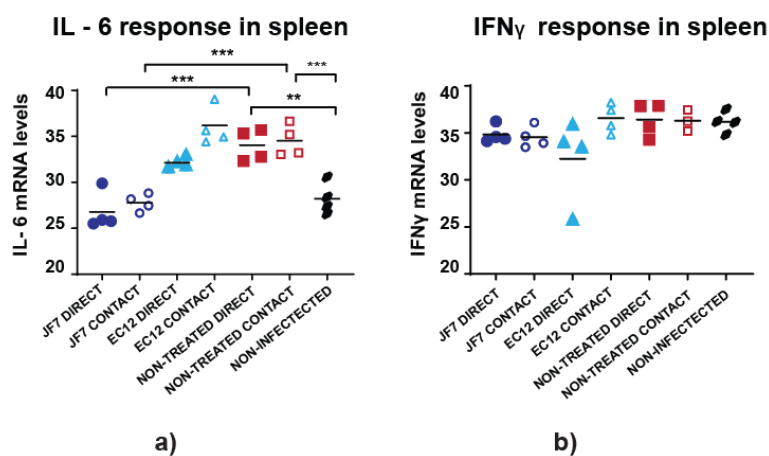 IL - 6 response in spleen
***
***
***
**
IL- 6 mRNA levels
40
35
30
25
20
JF7 DIRECT
JF7 CONTACT
EC12 DIRECT
EC12 CONTACT
NON-TREATED DIRECT
NON-TREATED CONTACT
NON-INFECTECTED
a)
IFNγ response in spleen
IFNγ mRNA levels
40
35
30
25
20
JF7 DIRECT
JF7 CONTACT
EC12 DIRECT
EC12 CONTACT
NON-TREATED DIRECT
NON-TREATED CONTACT
NON-INFECTECTED
b)